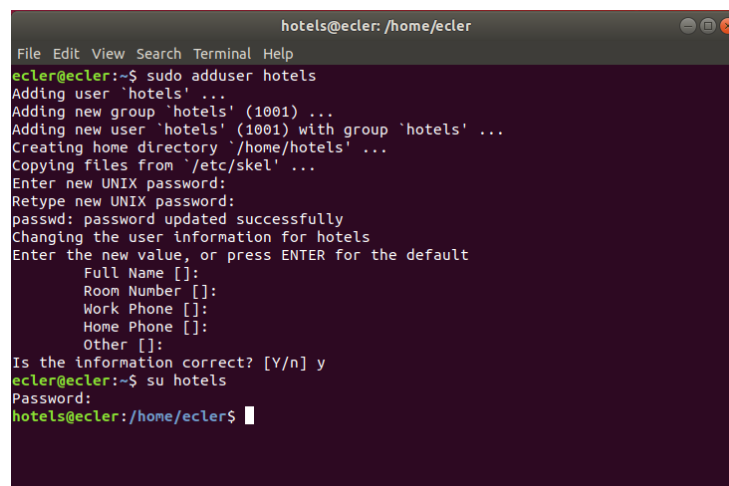 hotels@ecler: /home/ecler
File Edit View Search Terminal Help
ecler@ecler:~$ sudo adduser hotels
Adding user `hotels' ...
Adding new group `hotels' (1001) ...
Adding new user `hotels' (1001) with group `hotels' ...
Creating home directory `/home/hotels' ...
Copying files from `/etc/skel' ...
Enter new UNIX password:
Retype new UNIX password:
passwd: password updated successfully
Changing the user information for hotels
Enter the new value, or press ENTER for the default
        Full Name []:
        Room Number []:
        Work Phone []:
        Home Phone []:
        Other []:
Is the information correct? [Y/n] y
ecler@ecler:~$ su hotels
Password:
hotels@ecler:/home/ecler$